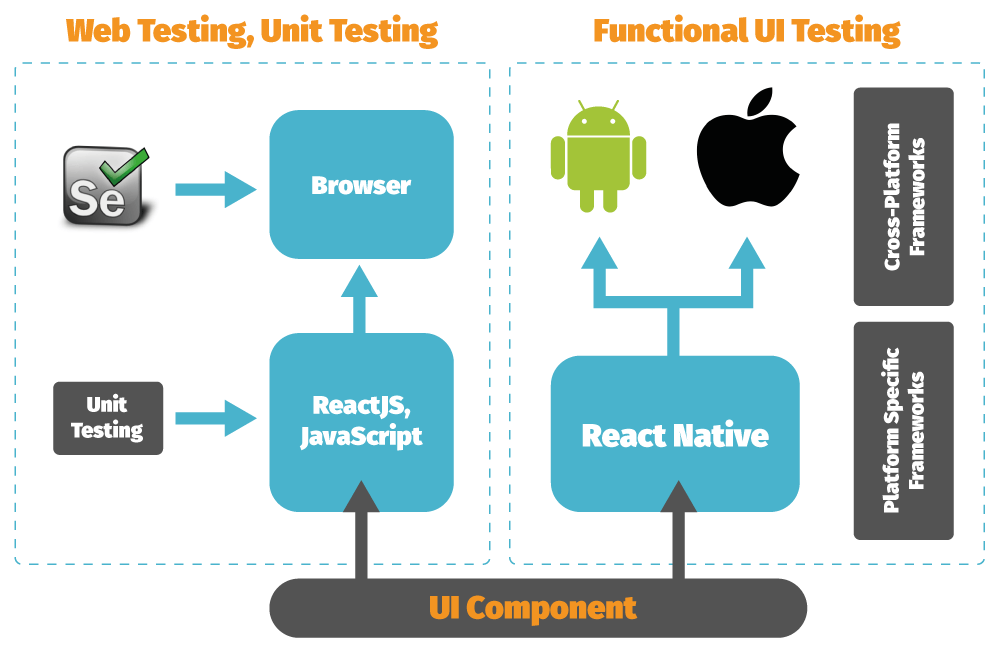 Web Testing, Unit Testing
Functional UI Testing
Se
Browser
Unit
Testing
ReactJS,
JavaScript
React Native
Cross-Platform
Frameworks
Platform Specific
Frameworks
UI Component